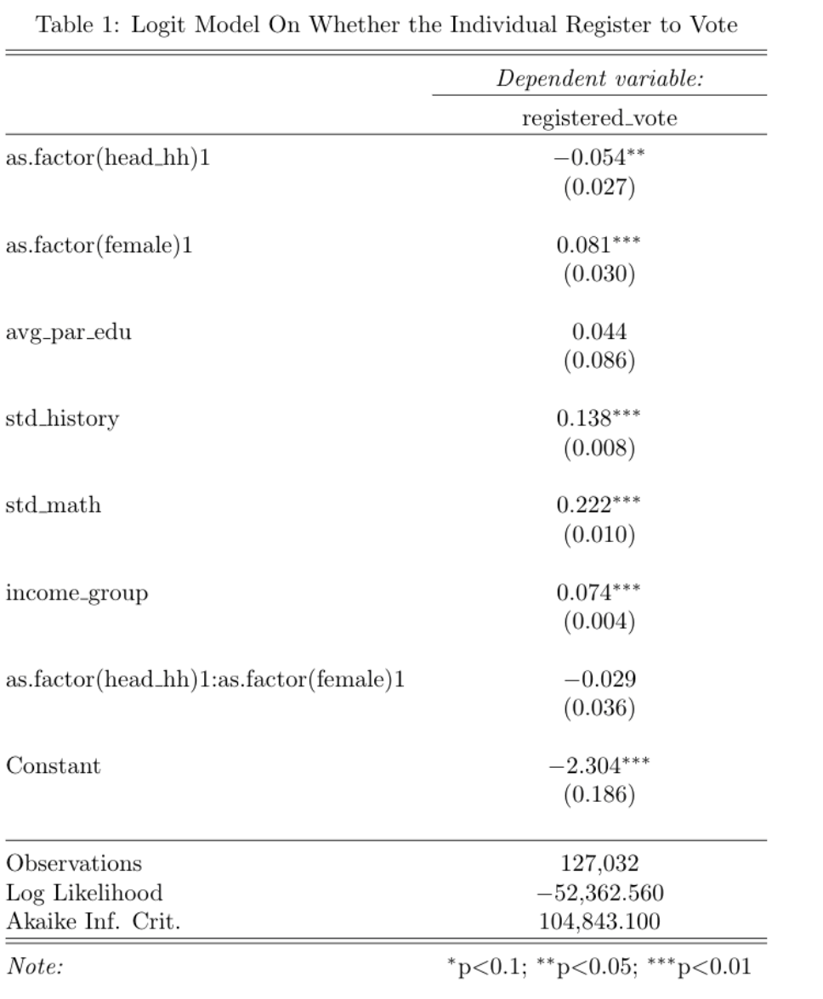 Table 1: Logit Model On Whether the Individual Register to Vote
Dependent variable:
registered_vote
as.factor(head_hh)1 −0.054**
(0.027)
as.factor(female)1 0.081***
(0.030)
avg_par_edu 0.044
(0.086)
std_history 0.138***
(0.008)
std_math 0.222***
(0.010)
income_group 0.074***
(0.004)
as.factor(head_hh)1:as.factor(female)1 −0.029
(0.036)
Constant −2.304***
(0.186)
Observations 127,032
Log Likelihood −52,362.560
Akaike Inf. Crit. 104,843.100
Note: *p<0.1; **p<0.05; ***p<0.01